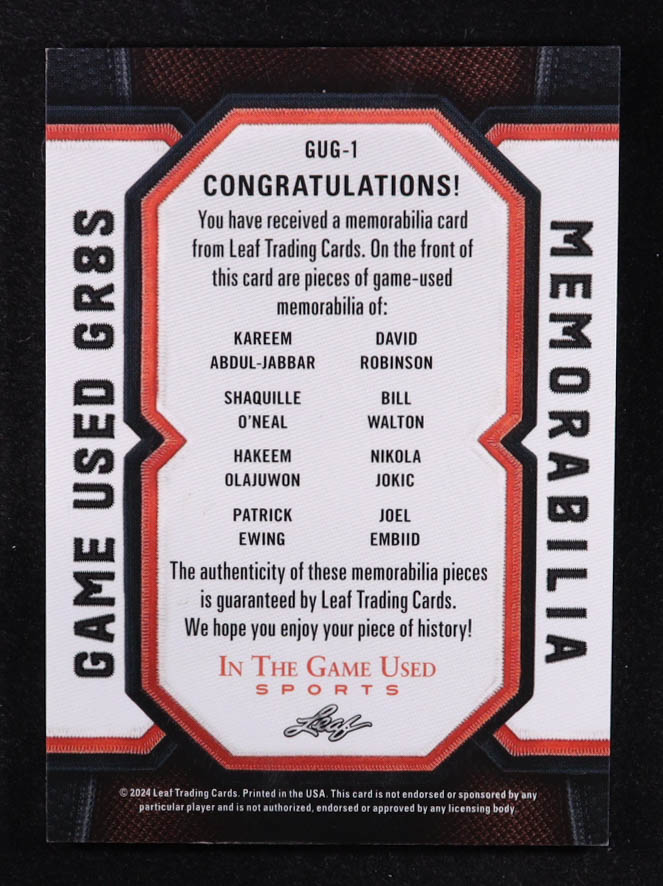 GUG-1
CONGRATULATIONS!
You have received a memorabilia card
from Leaf Trading Cards. On the front of
this card are pieces of game-used
memorabilia of:
KAREEM
ABDUL-JABBAR
DAVID
ROBINSON
SHAQUILLE
O'NEAL
BILL
WALTON
HAKEEM
OLAJUWON
NIKOLA
JOKIC
PATRICK
EWING
JOEL
EMBIID
The authenticity of these memorabilia pieces
is guaranteed by Leaf Trading Cards.
We hope you enjoy your piece of history!
IN THE GAME USED
SPORTS
Leaf
GAME USED GR8S
MEMORABILIA
© 2024 Leaf Trading Cards. Printed in the USA. This card is not endorsed or sponsored by any
particular player and is not authorized, endorsed or approved by any licensing body.